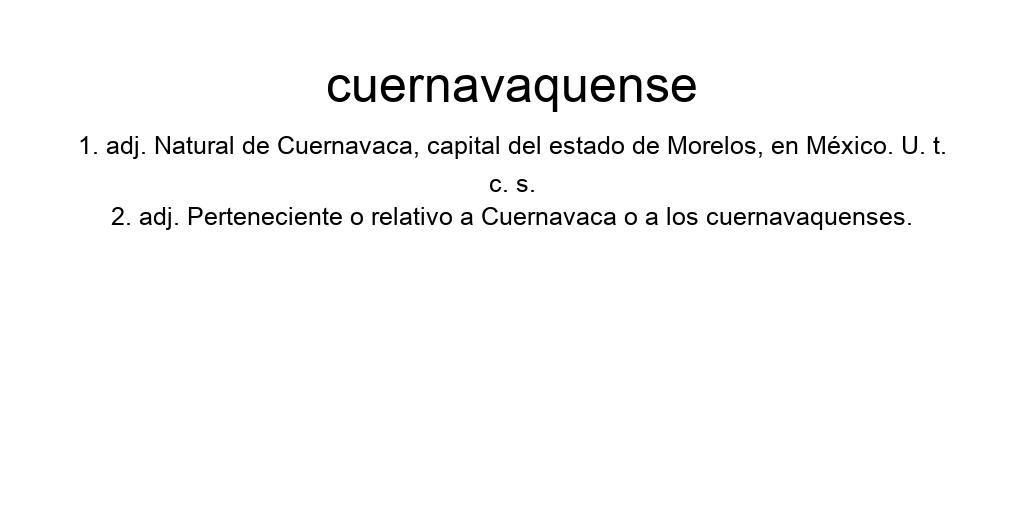 cuernavaquense
1. adj. Natural de Cuernavaca, capital del estado de Morelos, en México. U. t.
c. s.
2. adj. Perteneciente o relativo a Cuernavaca o a los cuernavaquenses.